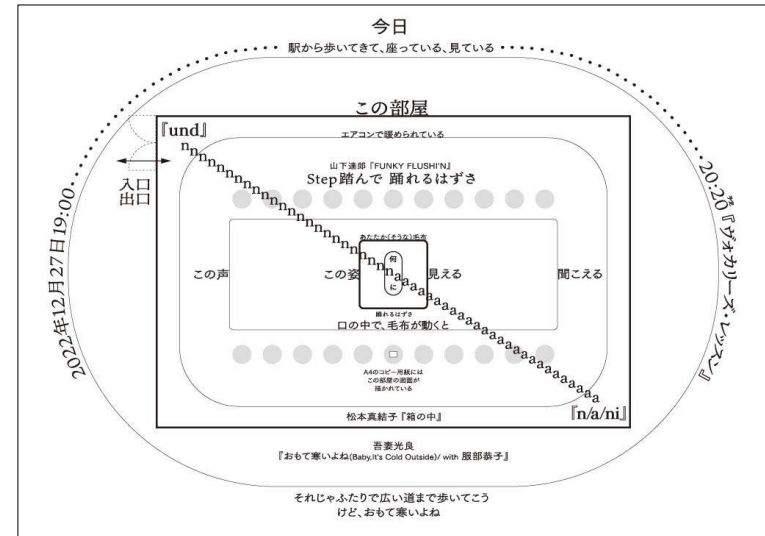 今日
駅から歩いてきて、座っている、見ている
この部屋
『und』
エアコンで暖められている
山下達郎『FUNKY FLUSHI'N』
Step踏んで 踊れるはずさ
入口
出口
2022年12月27日19:00
20:20『ヴォカリーズ・レッスン』
nnnnnnnnnnnnnnnnnnnnnnnn
あたたか(そうな)毛布
この声
この姿
何
に
見える
聞こえる
aaaaaaaaaaaaaaaaaaaaaaaa
踊れるはずさ
口の中で、毛布が動くと
A4のコピー用紙には
この部屋の図面が
描かれている
『n/a/ni』
松本真結子『箱の中』
吾妻光良
『おもて寒いよね(Baby,It's Cold Outside)/ with 服部恭子』
それじゃふたりで広い道まで歩いてこう
けど、おもて寒いよね